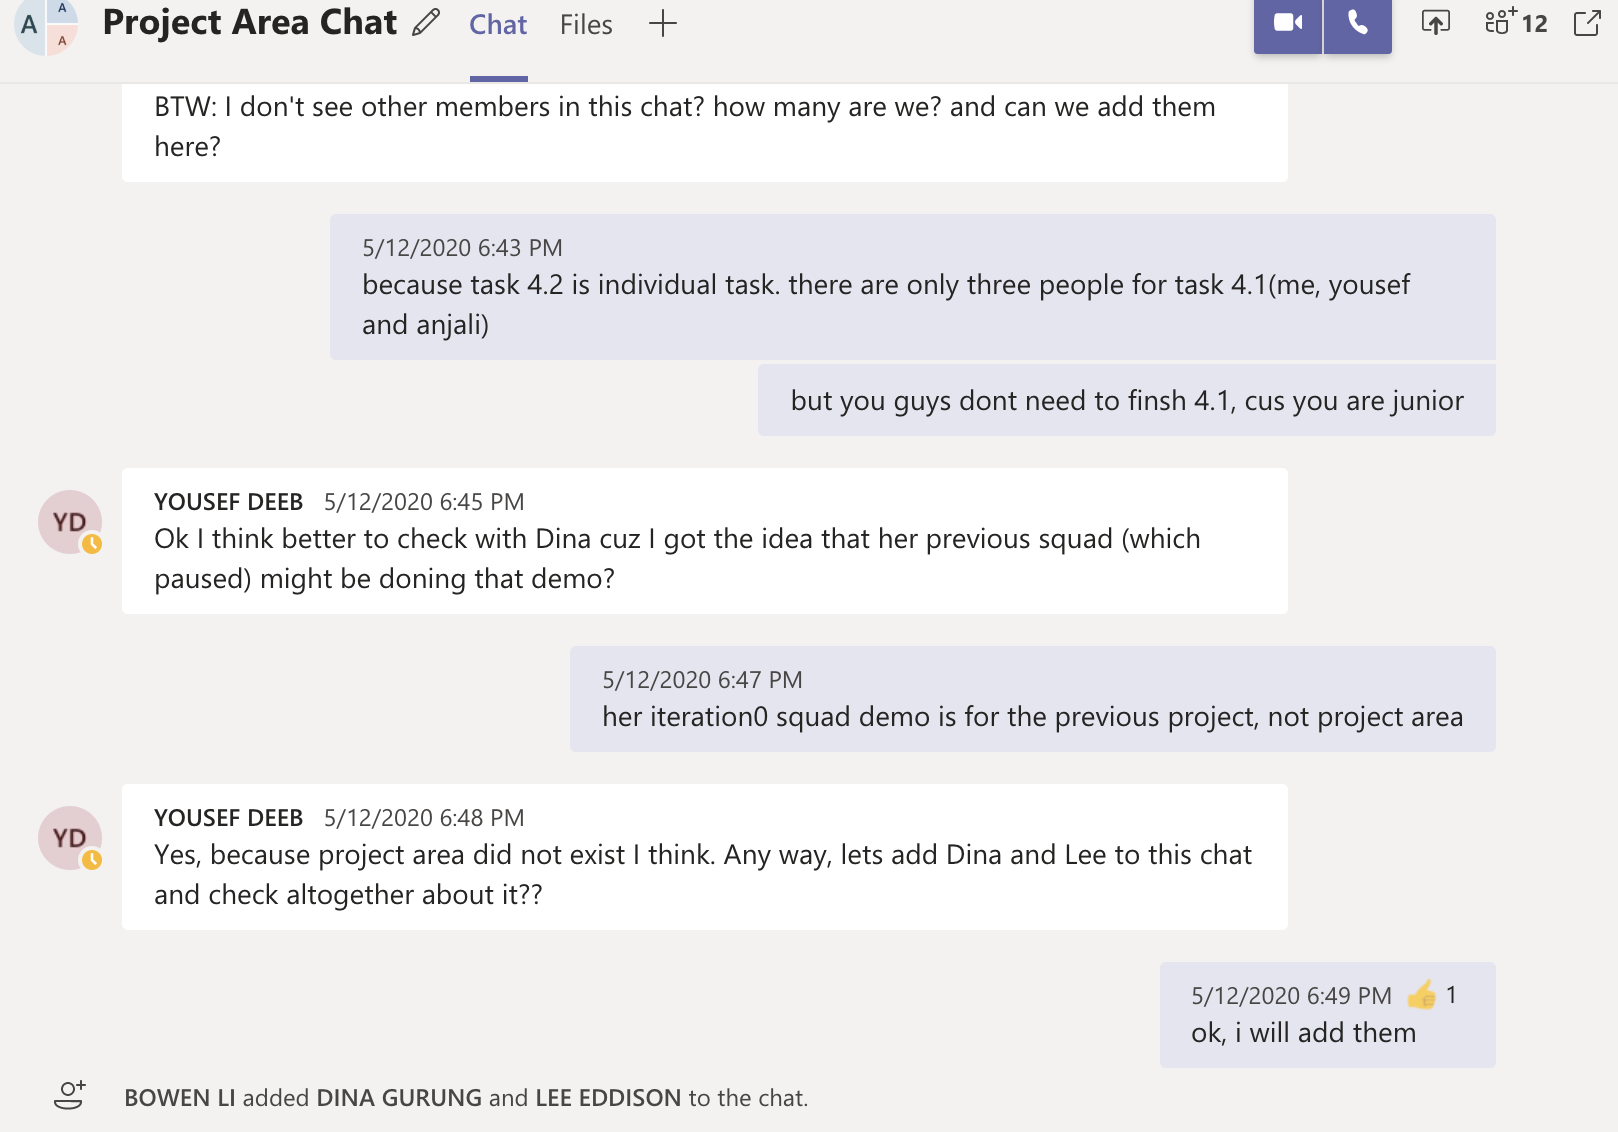 A
A
A
Project Area Chat
Chat
Files
12
BTW: I don't see other members in this chat? how many are we? and can we add them
here?
5/12/2020 6:43 PM
because task 4.2 is individual task. there are only three people for task 4.1(me, yousef
and anjali)
but you guys dont need to finsh 4.1, cus you are junior
YD
YOUSEF DEEB 5/12/2020 6:45 PM
Ok I think better to check with Dina cuz I got the idea that her previous squad (which
paused) might be doning that demo?
5/12/2020 6:47 PM
her iteration0 squad demo is for the previous project, not project area
YD
YOUSEF DEEB 5/12/2020 6:48 PM
Yes, because project area did not exist I think. Any way, lets add Dina and Lee to this chat
and check altogether about it??
5/12/2020 6:49 PM 👍 1
ok, i will add them
BOWEN LI added DINA GURUNG and LEE EDDISON to the chat.